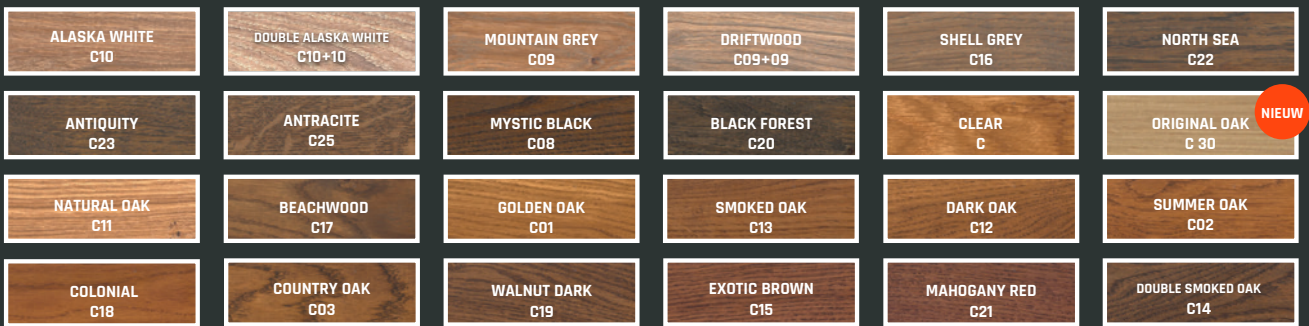 ALASKA WHITE
C10
DOUBLE ALASKA WHITE
C10+10
MOUNTAIN GREY
C09
DRIFTWOOD
C09+09
SHELL GREY
C16
NORTH SEA
C22
ANTIQUITY
C23
ANTRACITE
C25
MYSTIC BLACK
C08
BLACK FOREST
C20
CLEAR
C
ORIGINAL OAK
C 30
NIEUW
NATURAL OAK
C11
BEACHWOOD
C17
GOLDEN OAK
C01
SMOKED OAK
C13
DARK OAK
C12
SUMMER OAK
C02
COLONIAL
C18
COUNTRY OAK
C03
WALNUT DARK
C19
EXOTIC BROWN
C15
MAHOGANY RED
C21
DOUBLE SMOKED OAK
C14